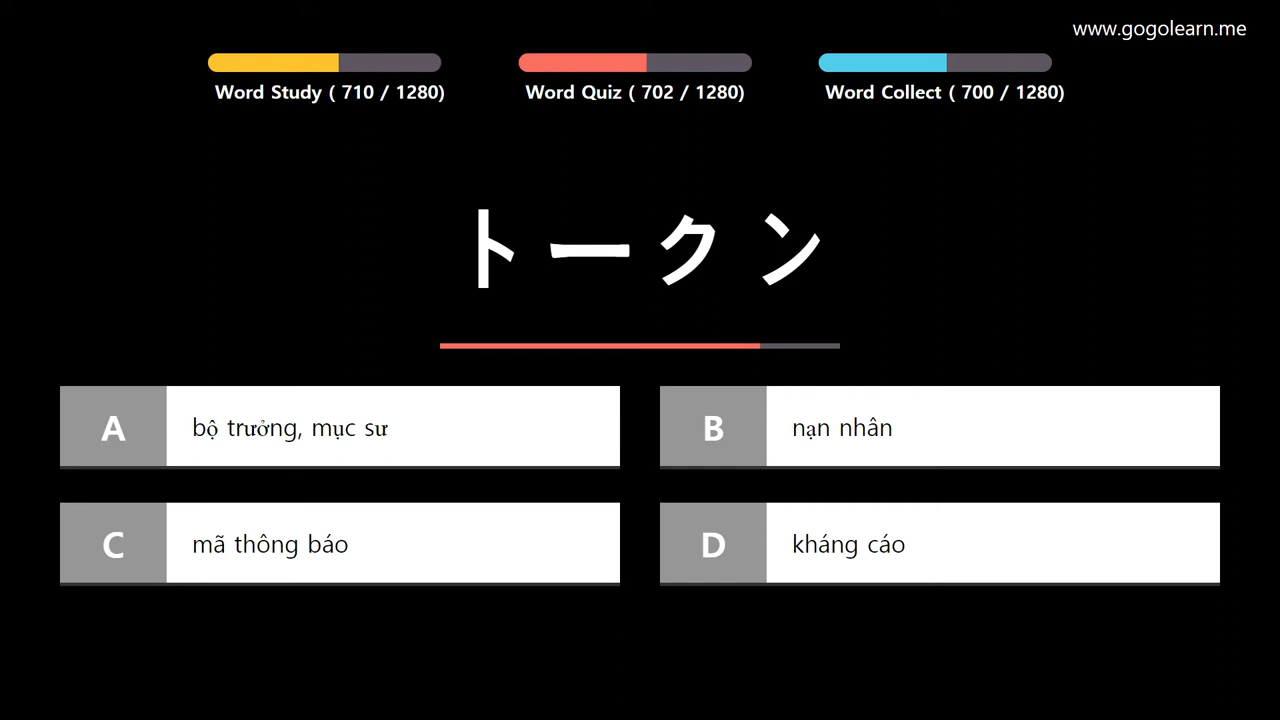 www.gogolearn.me
Word Study ( 710 / 1280)
Word Quiz ( 702 / 1280)
Word Collect ( 700 / 1280)
トークン
A bộ trưởng, mục sư
B nạn nhân
C mã thông báo
D kháng cáo